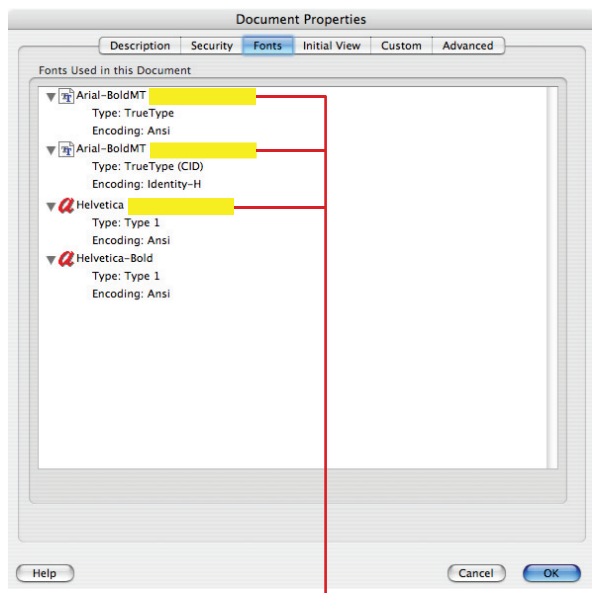 Document Properties
Description Security Fonts Initial View Custom Advanced
Fonts Used in this Document
Arial-BoldMT
Type: TrueType
Encoding: Ansi
Arial-BoldMT
Type: TrueType (CID)
Encoding: Identity-H
Helvetica
Type: Type 1
Encoding: Ansi
Helvetica-Bold
Type: Type 1
Encoding: Ansi
Help Cancel OK